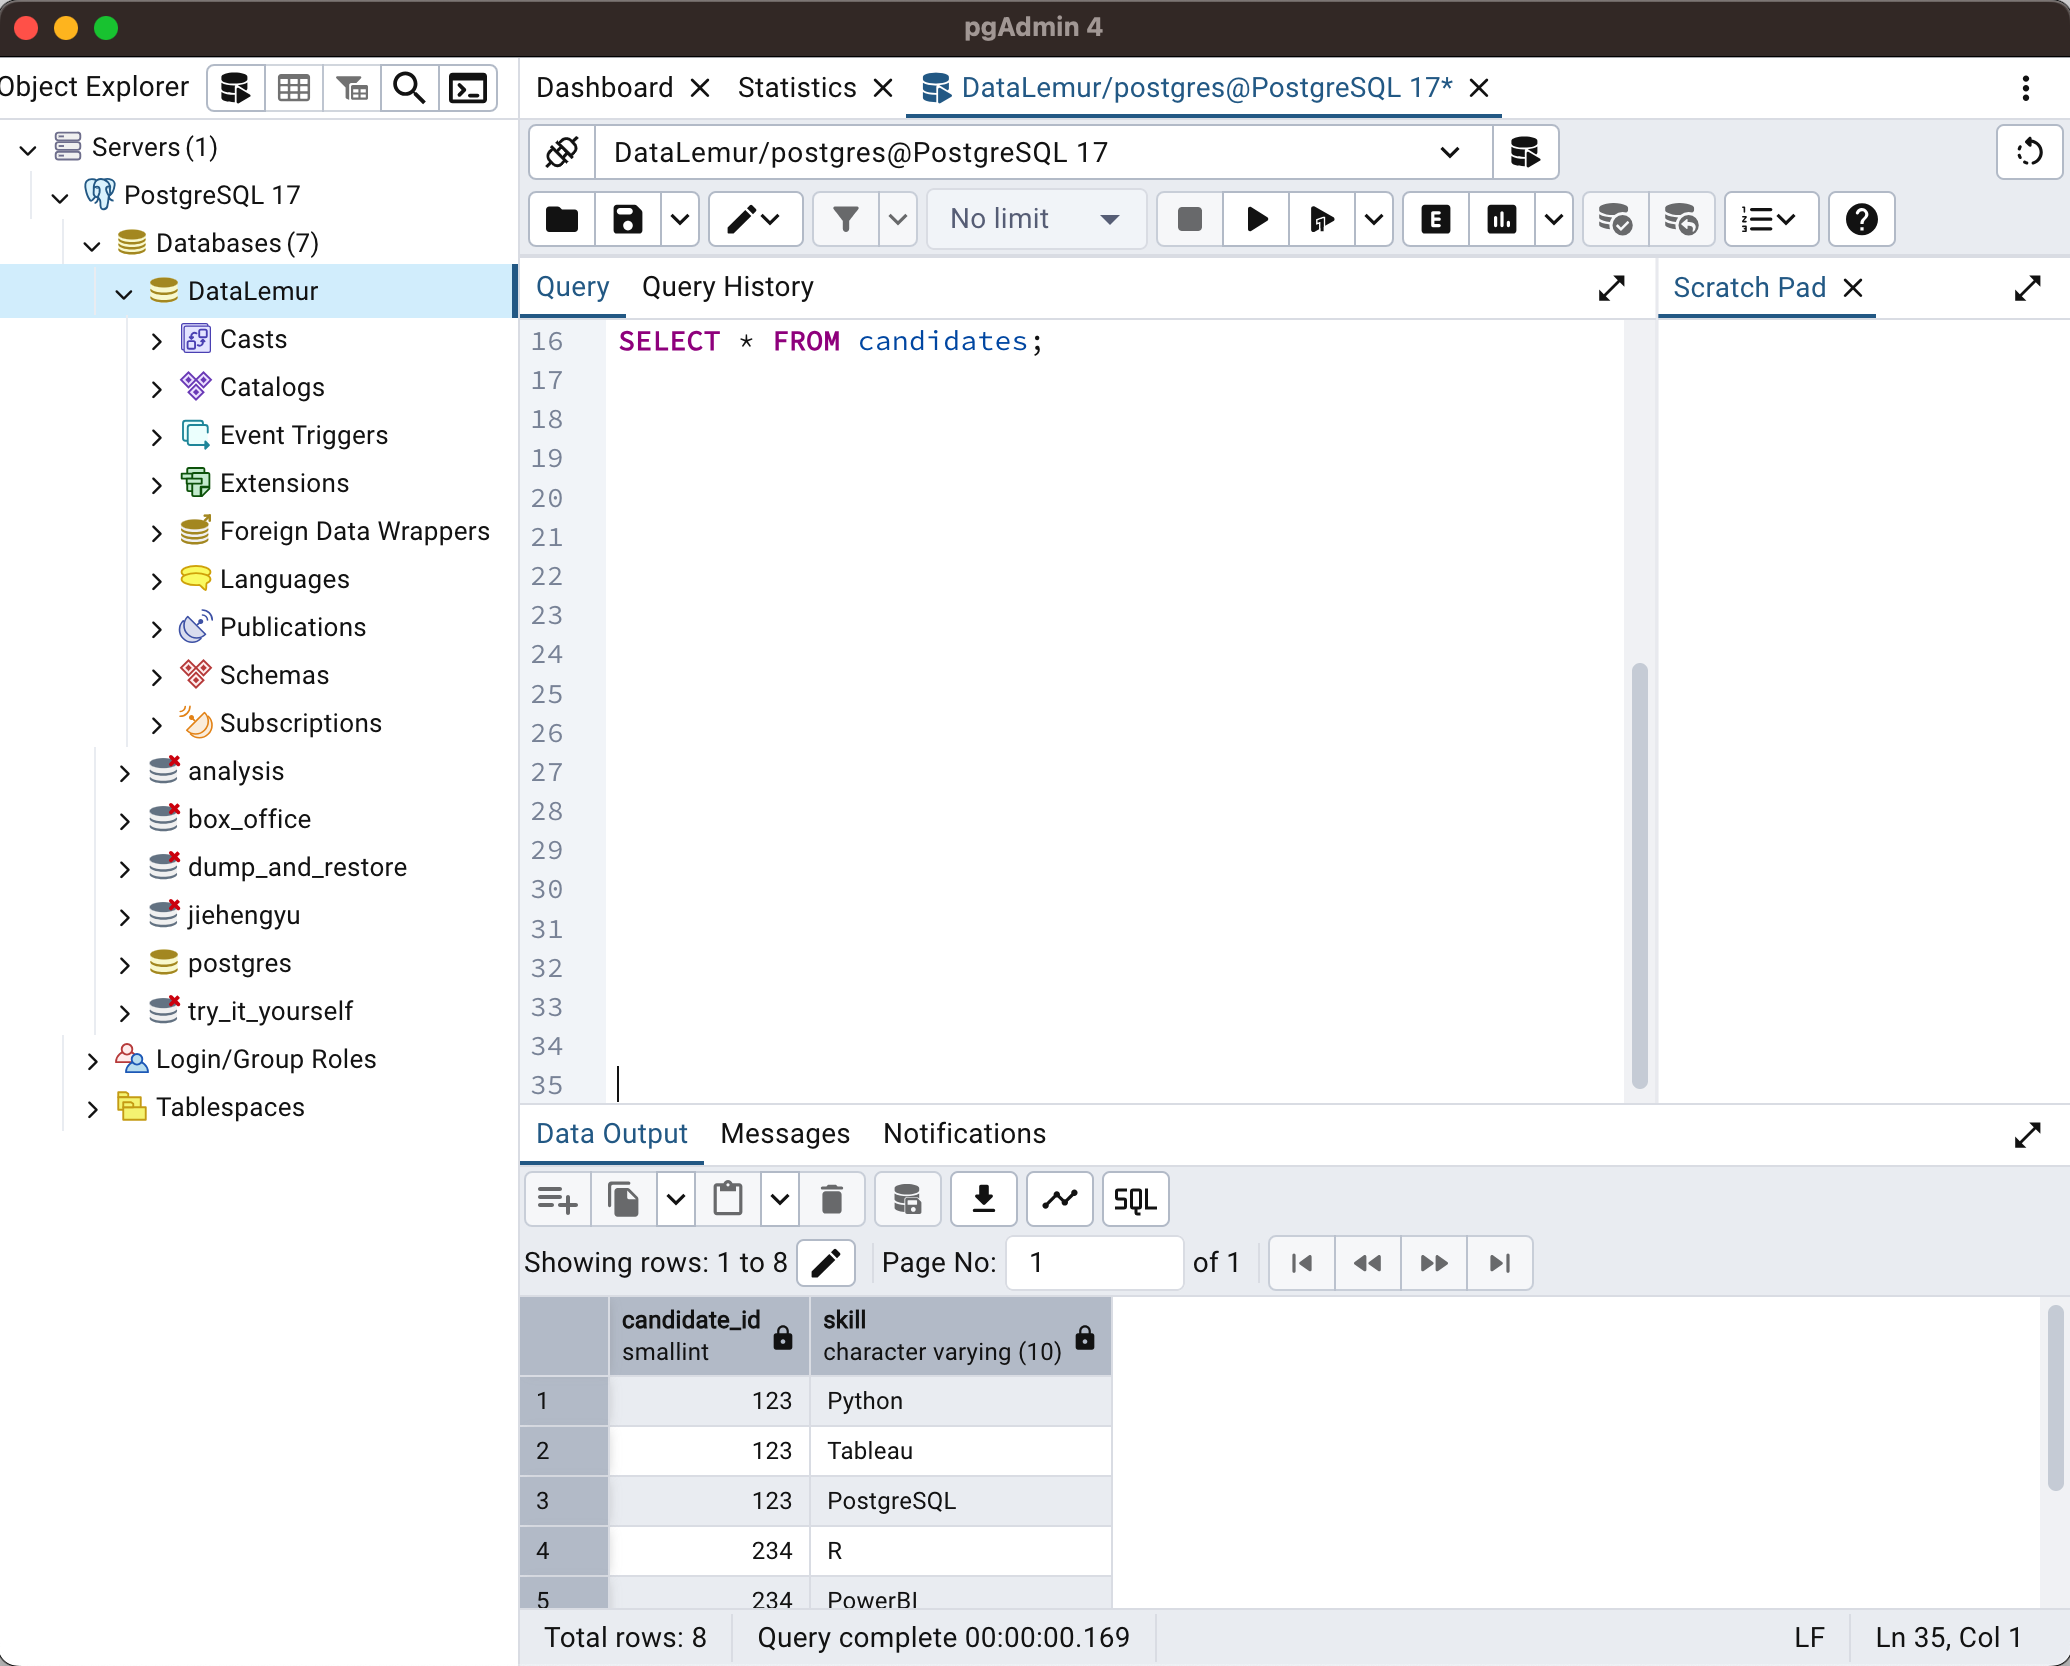 pgAdmin 4
Object Explorer
Dashboard
Statistics
DataLemur/postgres@PostgreSQL 17*
Servers (1)
PostgreSQL 17
Databases (7)
DataLemur
Casts
Catalogs
Event Triggers
Extensions
Foreign Data Wrappers
Languages
Publications
Schemas
Subscriptions
analysis
box_office
dump_and_restore
jiehengyu
postgres
try_it_yourself
Login/Group Roles
Tablespaces
DataLemur/postgres@PostgreSQL 17
No limit
E
Query
Query History
Scratch Pad
16 SELECT * FROM candidates;
17
18
19
20
21
22
23
24
25
26
27
28
29
30
31
32
33
34
35
Data Output
Messages
Notifications
SQL
Showing rows: 1 to 8
Page No: 1 of 1
candidate_id skill
smallint character varying (10)
1 123 Python
2 123 Tableau
3 123 PostgreSQL
4 234 R
5 234 PowerBI
Total rows: 8
Query complete 00:00:00.169
LF
Ln 35, Col 1